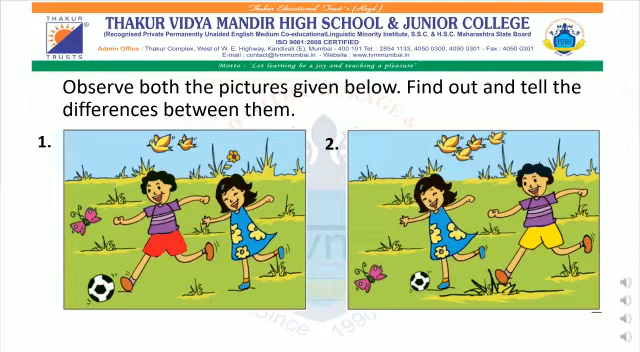 Thakur Educational Trust's (Regd.)
THAKUR
TRUSTS
®
THAKUR VIDYA MANDIR HIGH SCHOOL & JUNIOR COLLEGE
(Recognised Private Permanently Unaided English Medium Co-educational/Linguistic Minority Institute, S.S.C. & H.S.C. Maharashtra State Board
ISO 9001:2008 CERTIFIED
Admin Office : Thakur Complex, West of W. E. Highway, Kandivali (E), Mumbai - 400 101 Tel. : 2854 1133, 4050 0300, 4050 0301 - Fax : 4050 0301
E-mail : contact@tvmmumbai.in - Website : www.tvmmumbai.in
tvm
Motto : "Let learning be a joy and teaching a pleasure"
Observe both the pictures given below. Find out and tell the
differences between them.
1.
2.
tvm
Since 1990